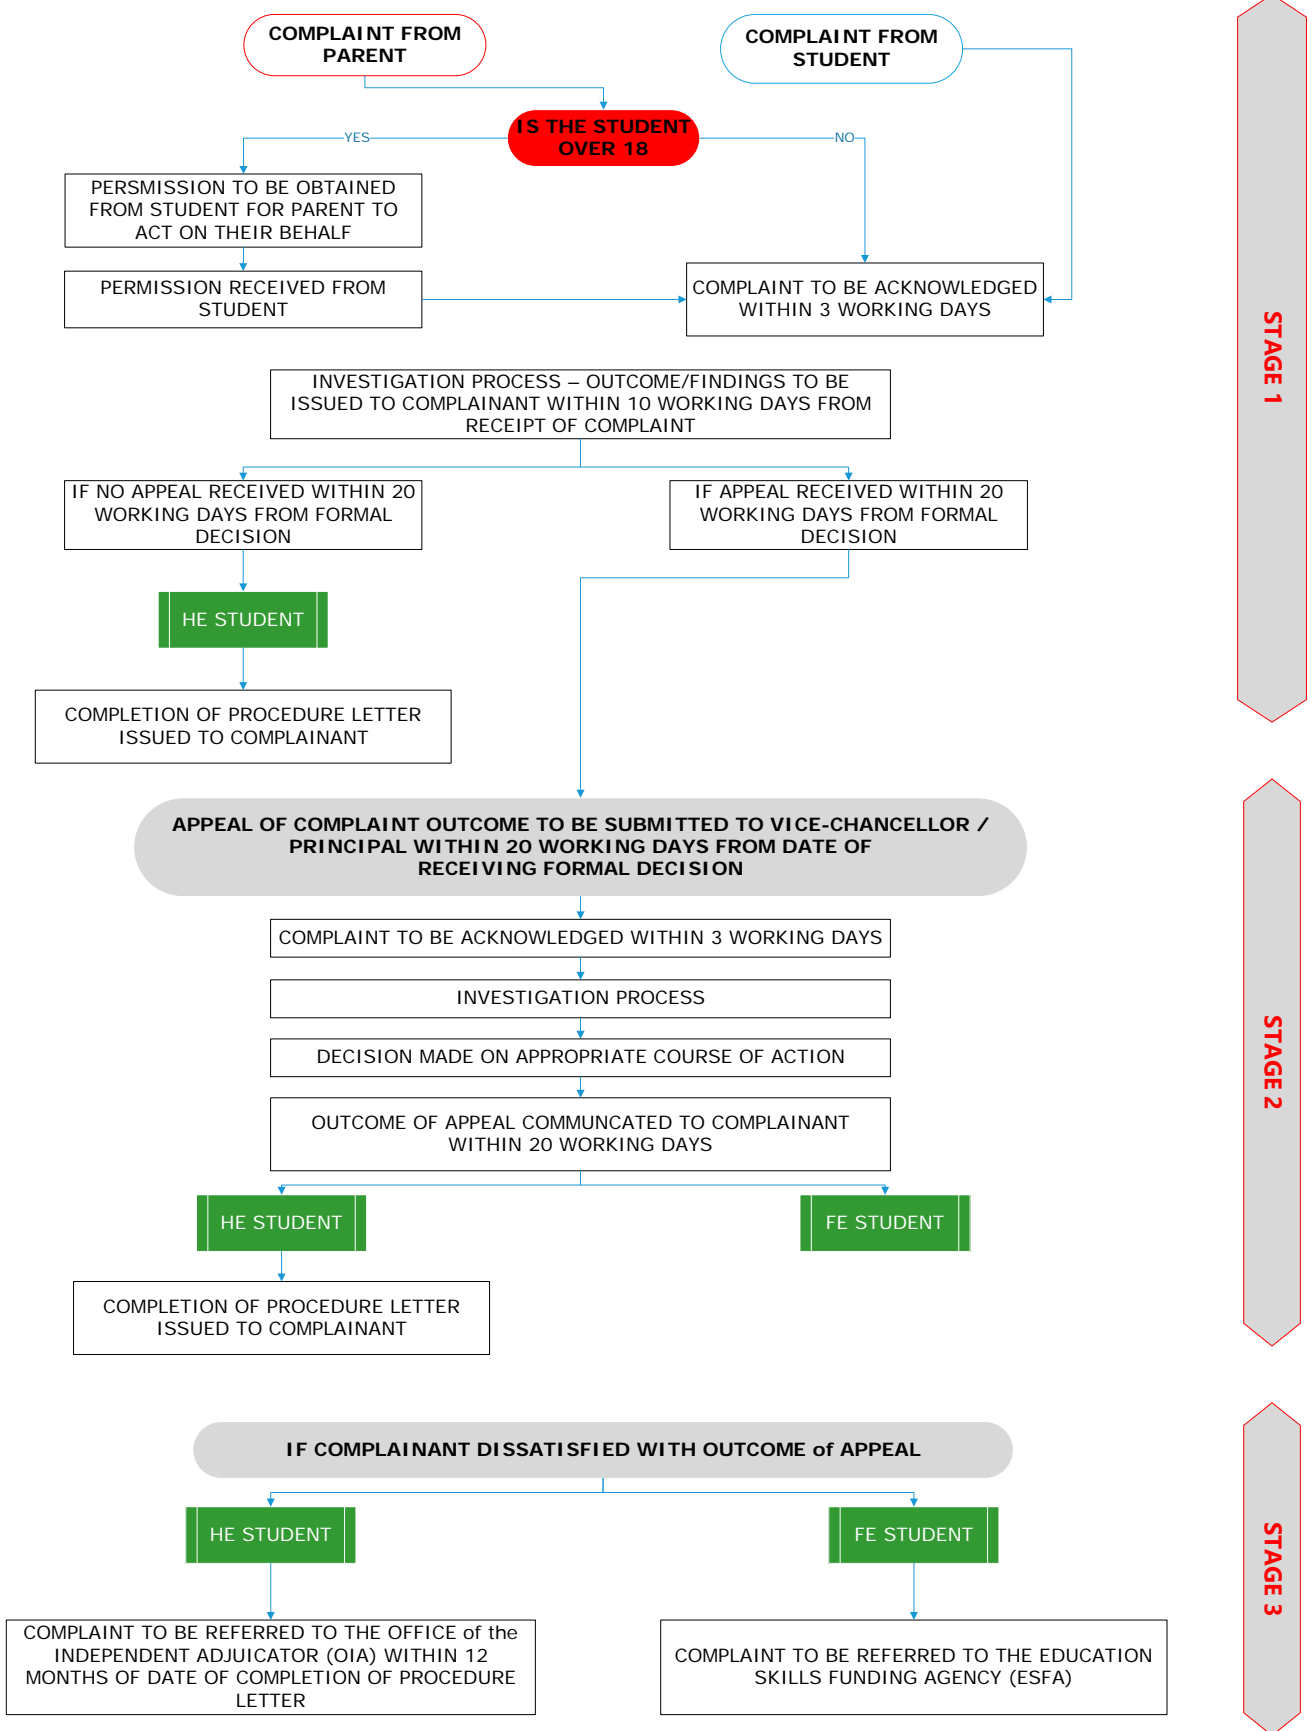 COMPLAINT FROM
PARENT
COMPLAINT FROM
STUDENT
IS THE STUDENT
OVER 18
YES
NO
PERSMISSION TO BE OBTAINED
FROM STUDENT FOR PARENT TO
ACT ON THEIR BEHALF
PERMISSION RECEIVED FROM
STUDENT
COMPLAINT TO BE ACKNOWLEDGED
WITHIN 3 WORKING DAYS
INVESTIGATION PROCESS – OUTCOME/FINDINGS TO BE
ISSUED TO COMPLAINANT WITHIN 10 WORKING DAYS FROM
RECEIPT OF COMPLAINT
IF NO APPEAL RECEIVED WITHIN 20
WORKING DAYS FROM FORMAL
DECISION
IF APPEAL RECEIVED WITHIN 20
WORKING DAYS FROM FORMAL
DECISION
HE STUDENT
COMPLETION OF PROCEDURE LETTER
ISSUED TO COMPLAINANT
STAGE 1
APPEAL OF COMPLAINT OUTCOME TO BE SUBMITTED TO VICE-CHANCELLOR /
PRINCIPAL WITHIN 20 WORKING DAYS FROM DATE OF
RECEIVING FORMAL DECISION
COMPLAINT TO BE ACKNOWLEDGED WITHIN 3 WORKING DAYS
INVESTIGATION PROCESS
DECISION MADE ON APPROPRIATE COURSE OF ACTION
OUTCOME OF APPEAL COMMUNCATED TO COMPLAINANT
WITHIN 20 WORKING DAYS
HE STUDENT
FE STUDENT
COMPLETION OF PROCEDURE LETTER
ISSUED TO COMPLAINANT
STAGE 2
IF COMPLAINANT DISSATISFIED WITH OUTCOME of APPEAL
HE STUDENT
FE STUDENT
COMPLAINT TO BE REFERRED TO THE OFFICE of the
INDEPENDENT ADJUICATOR (OIA) WITHIN 12
MONTHS OF DATE OF COMPLETION OF PROCEDURE
LETTER
COMPLAINT TO BE REFERRED TO THE EDUCATION
SKILLS FUNDING AGENCY (ESFA)
STAGE 3